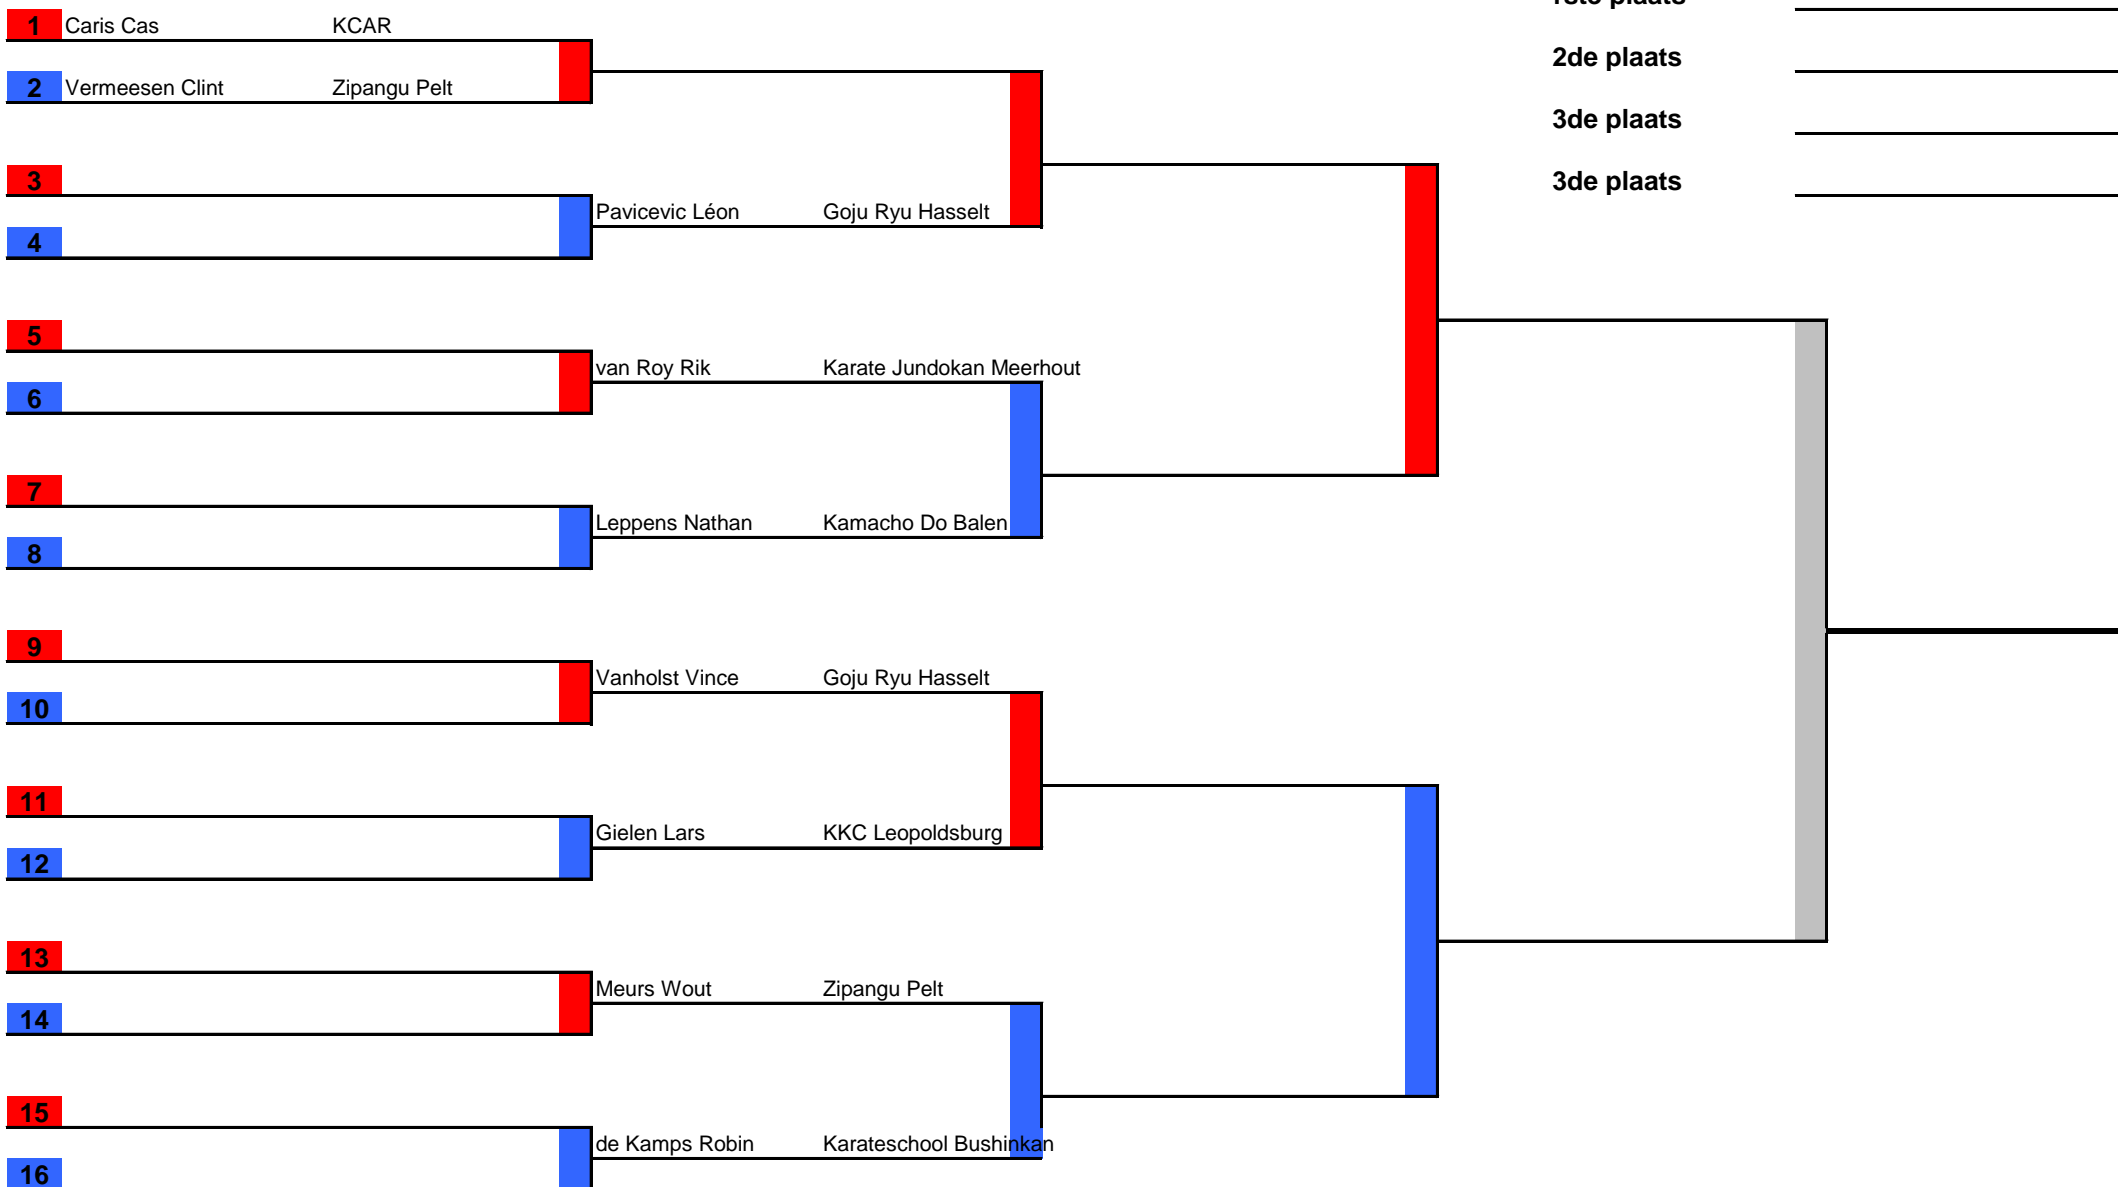 1 Caris Cas KCAR
2 Vermeesen Clint Zipangu Pelt
2de plaats
3de plaats
3
3de plaats
Pavicevic Léon Goju Ryu Hasselt
4
5
van Roy Rik Karate Jundokan Meerhout
6
7
Leppens Nathan Kamacho Do Balen
8
9
Vanholst Vince Goju Ryu Hasselt
10
11
Gielen Lars KKC Leopoldsburg
12
13
Meurs Wout Zipangu Pelt
14
15
de Kamps Robin Karateschool Bushinkan
16